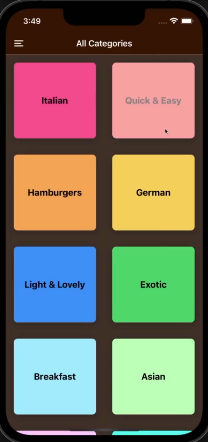 3:49
All Categories
Italian
Quick & Easy
Hamburgers
German
Light & Lovely
Exotic
Breakfast
Asian